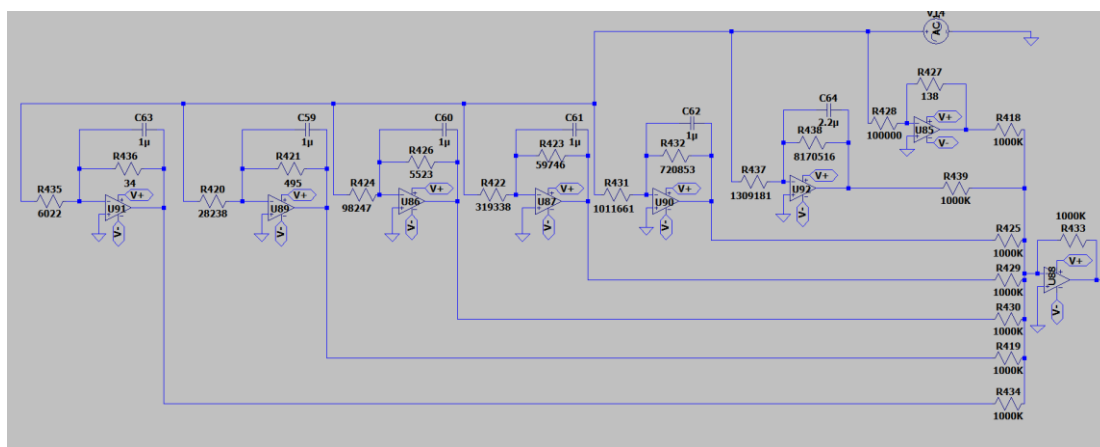 V14
AC 14
R427
138
R428
100000
V+
U85
V-
R418
1000K
C64
2.2µ
R438
8170516
R437
1309181
V+
U92
V-
R439
1000K
C63
1µ
R436
34
R435
6022
V+
U91
V-
C59
1µ
R421
495
R420
28238
V+
U89
V-
C60
1µ
R426
5523
R424
98247
V+
U86
V-
C61
1µ
R423
59746
R422
319338
V+
U87
V-
C62
1µ
R432
720853
R431
1011661
V+
U90
V-
1000K
R433
V+
U88
V-
R425
1000K
R429
1000K
R430
1000K
R419
1000K
R434
1000K